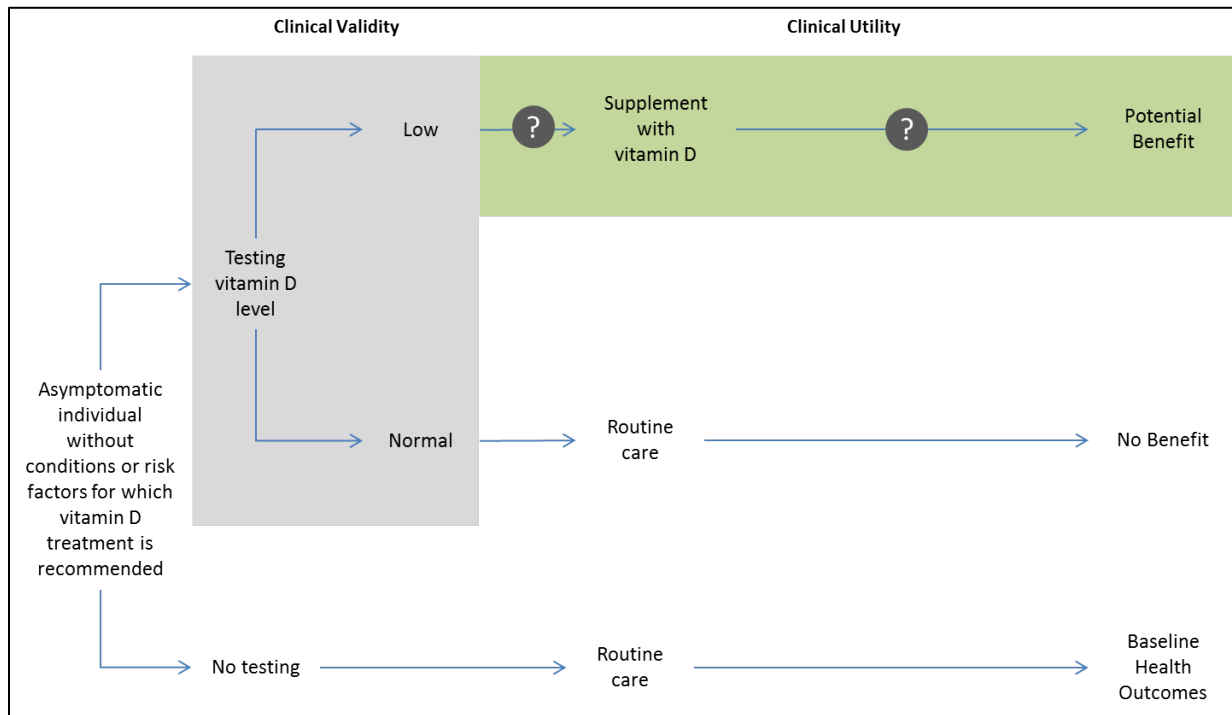 Clinical Validity
Clinical Utility
Low
?
Supplement
with
vitamin D
?
Potential
Benefit
Testing
vitamin D
level
Normal
Routine
care
No Benefit
Asymptomatic
individual
without
conditions or risk
factors for which
vitamin D
treatment is
recommended
No testing
Routine
care
Baseline
Health
Outcomes